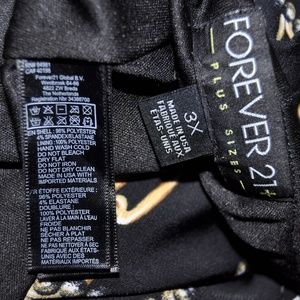 FOREVER 21
PLUS SIZES
3X
MADE IN USA
FABRIQUÉ AUX
ÉTATS UNIS
Forever21 Global B.V.
4822 ZW Breda
The Netherlands
EN SHELL: 96% POLYESTER
4% SPANDEX/ELASTANE
LINING: 100% POLYESTER
HAND WASH COLD
DO NOT BLEACH
DRY FLAT
DO NOT IRON
DO NOT DRY CLEAN
MADE IN USA WITH
IMPORTED MATERIALS
FR ÉTOFFE EXTÉRIEURE :
96% POLYESTER
4% ÉLASTANE
DOUBLURE :
100% POLYESTER
NE PAS BLANCHIR
SÉCHER À PLAT
NE PAS REPASSER
NE PAS NETTOYER À SEC